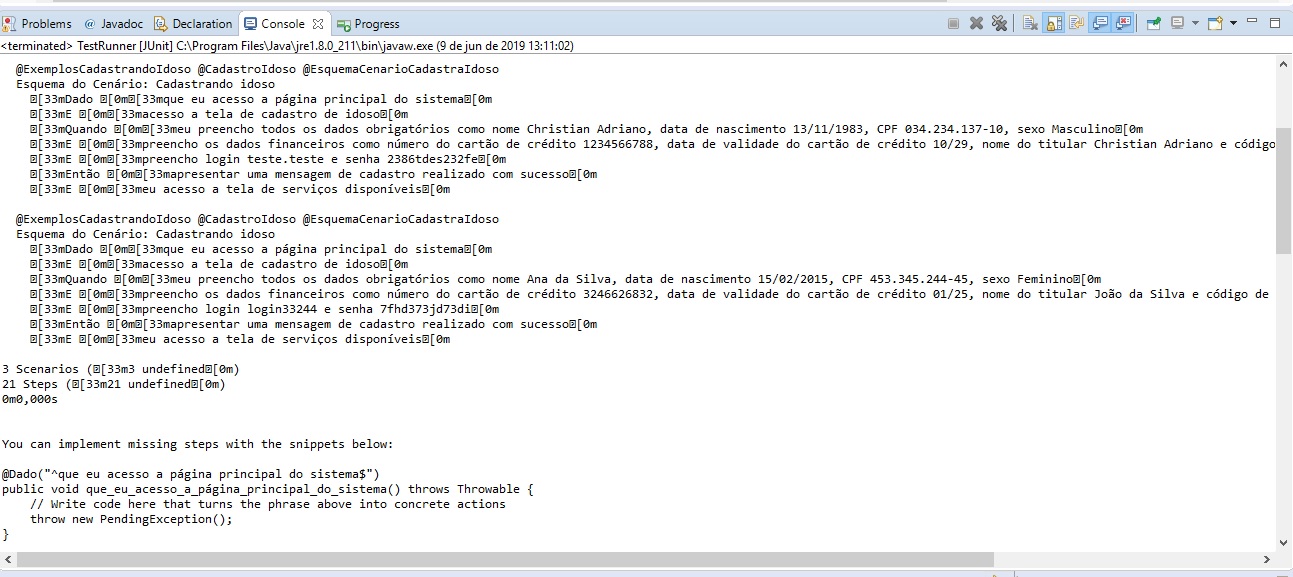 Problems @ Javadoc Declaration Console Progress
<terminated> TestRunner [JUnit] C:\Program Files\Java\jre1.8.0_211\bin\javaw.exe (9 de jun de 2019 13:11:02)
@ExemplosCadastrandoIdoso @CadastroIdoso @EsquemaCenarioCadastraIdoso
Esquema do Cenário: Cadastrando idoso
[33mDado [0m[33mque eu acesso a página principal do sistema[0m
[33mE [0m[33macesso a tela de cadastro de idoso[0m
[33mQuando [0m[33meu preencho todos os dados obrigatórios como nome Christian Adriano, data de nascimento 13/11/1983, CPF 034.234.137-10, sexo Masculino[0m
[33mE [0m[33mpreencho os dados financeiros como número do cartão de crédito 1234566788, data de validade do cartão de crédito 10/29, nome do titular Christian Adriano e código
[33mE [0m[33mpreencho login teste.teste e senha 2386tdes232fe[0m
[33mEntão [0m[33mapresentar uma mensagem de cadastro realizado com sucesso[0m
[33mE [0m[33meu acesso a tela de serviços disponíveis[0m
@ExemplosCadastrandoIdoso @CadastroIdoso @EsquemaCenarioCadastraIdoso
Esquema do Cenário: Cadastrando idoso
[33mDado [0m[33mque eu acesso a página principal do sistema[0m
[33mE [0m[33macesso a tela de cadastro de idoso[0m
[33mQuando [0m[33meu preencho todos os dados obrigatórios como nome Ana da Silva, data de nascimento 15/02/2015, CPF 453.345.244-45, sexo Feminino[0m
[33mE [0m[33mpreencho os dados financeiros como número do cartão de crédito 3246626832, data de validade do cartão de crédito 01/25, nome do titular João da Silva e código de
[33mE [0m[33mpreencho login login33244 e senha 7fhd373jd73di[0m
[33mEntão [0m[33mapresentar uma mensagem de cadastro realizado com sucesso[0m
[33mE [0m[33meu acesso a tela de serviços disponíveis[0m
3 Scenarios ([33m3 undefined[0m)
21 Steps ([33m21 undefined[0m)
0m0,000s
You can implement missing steps with the snippets below:
@Dado("^que eu acesso a página principal do sistema$")
public void que_eu_acesso_a_página_principal_do_sistema() throws Throwable {
// Write code here that turns the phrase above into concrete actions
throw new PendingException();
}